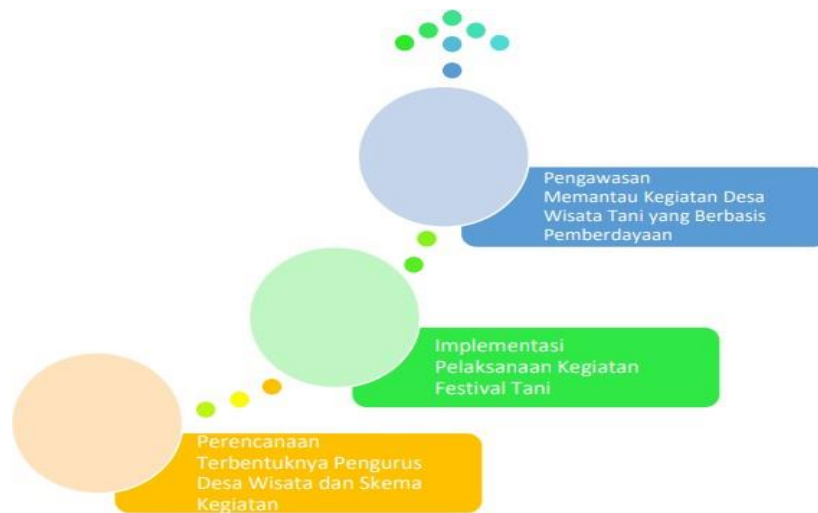 Pengawasan
Memantau Kegiatan Desa
Wisata Tani yang Berbasis
Pemberdayaan
Implementasi
Pelaksanaan Kegiatan
Festival Tani
Perencanaan
Terbentuknya Pengurus
Desa Wisata dan Skema
Kegiatan